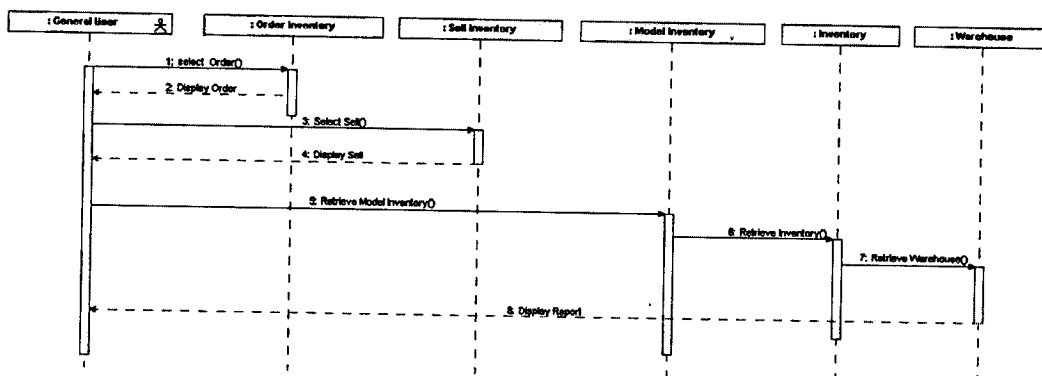 : General User
: Order Inventory
: Sell Inventory
: Model Inventory
: Inventory
: Warehouse
1: select Order()
2: Display Order
3: Select Sell()
4: Display Sell
5: Retrieve Model Inventory()
6: Retrieve Inventory()
7: Retrieve Warehouse()
8: Display Report